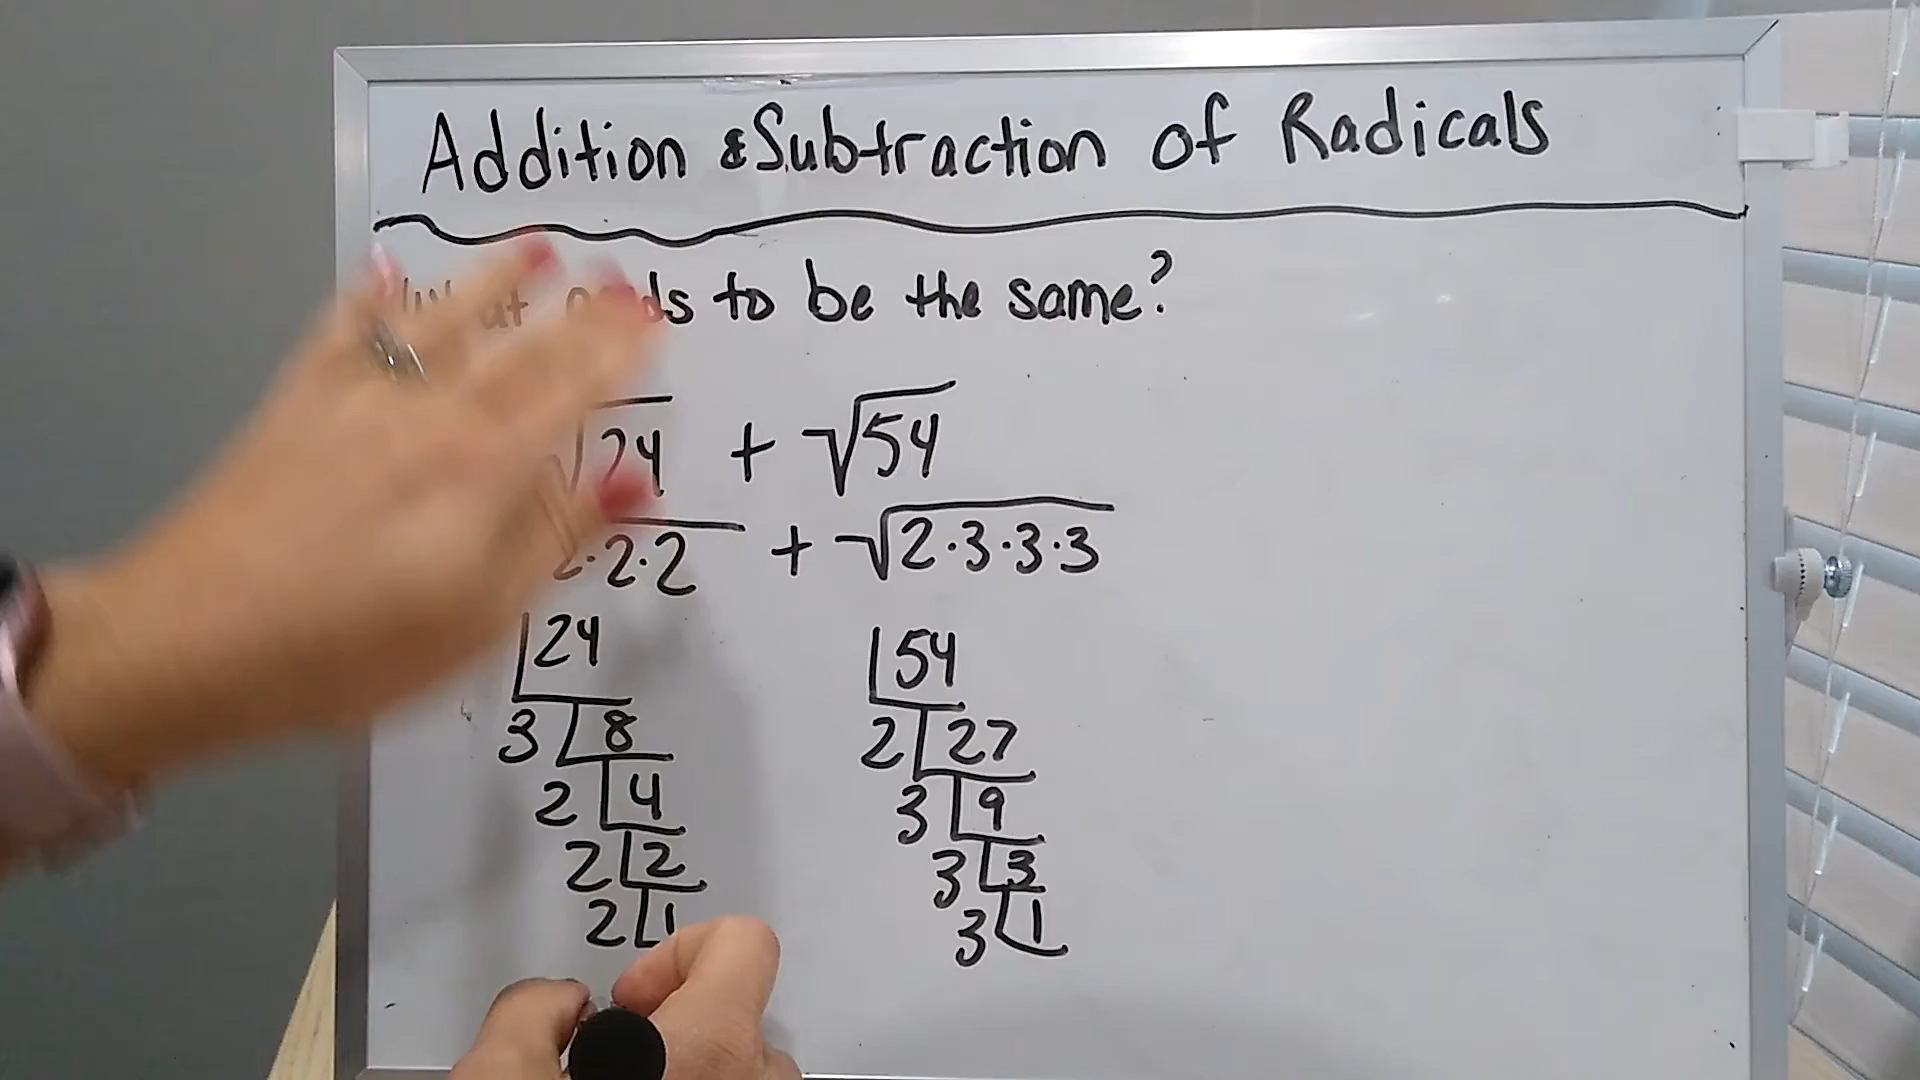 Addition & Subtraction of Radicals
to be the same?
√24 + √54
2·2·2 + √2·3·3·3
24
54
3 8
2 27
2 4
3 9
2 2
3 3
2 1
3 1